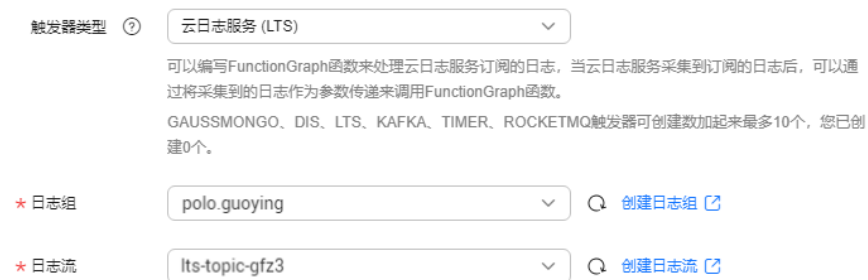 触发器类型 云日志服务 (LTS)
可以编写FunctionGraph函数来处理云日志服务订阅的日志，当云日志服务采集到订阅的日志后，可以通
过将采集到的日志作为参数传递来调用FunctionGraph函数。
GAUSSMONGO、DIS、LTS、KAFKA、TIMER、ROCKETMQ触发器可创建数加起来最多10个，您已创
建0个。
* 日志组 polo.guoying 创建日志组
* 日志流 lts-topic-gfz3 创建日志流